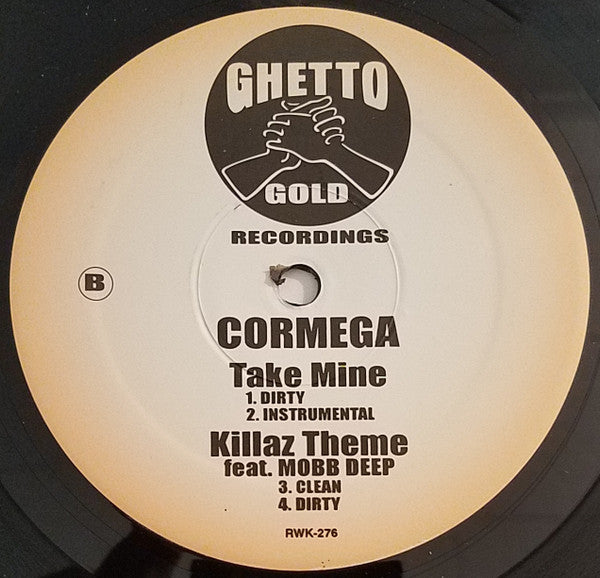 GHETTO
GOLD
RECORDINGS
B
CORMEGA
Take Mine
1. DIRTY
2. INSTRUMENTAL
Killaz Theme
feat. MOBB DEEP
3. CLEAN
4. DIRTY
RWK-276